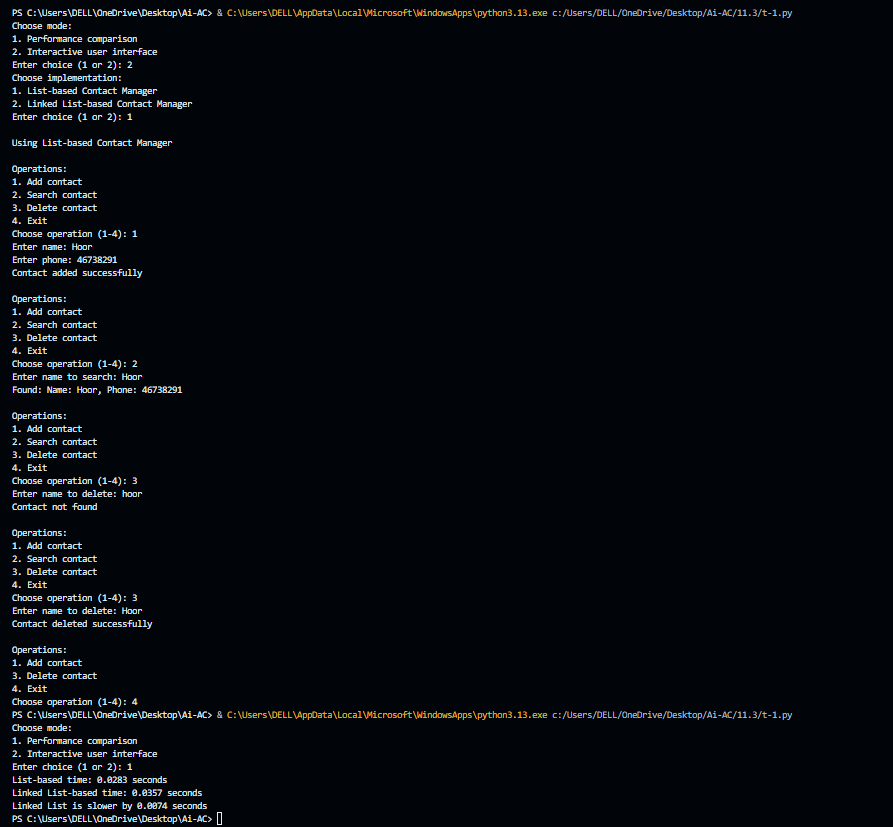 PS C:\Users\DELL\OneDrive\Desktop\Ai-AC> & C:\Users\DELL\AppData\Local\Microsoft\WindowsApps\python3.13.exe c:/Users/DELL/OneDrive/Desktop/Ai-AC/11.3/t-1.py
Choose mode:
1. Performance comparison
2. Interactive user interface
Enter choice (1 or 2): 2
Choose implementation:
1. List-based Contact Manager
2. Linked List-based Contact Manager
Enter choice (1 or 2): 1

Using List-based Contact Manager

Operations:
1. Add contact
2. Search contact
3. Delete contact
4. Exit
Choose operation (1-4): 1
Enter name: Hoor
Enter phone: 46738291
Contact added successfully

Operations:
1. Add contact
2. Search contact
3. Delete contact
4. Exit
Choose operation (1-4): 2
Enter name to search: Hoor
Found: Name: Hoor, Phone: 46738291

Operations:
1. Add contact
2. Search contact
3. Delete contact
4. Exit
Choose operation (1-4): 3
Enter name to delete: hoor
Contact not found

Operations:
1. Add contact
2. Search contact
3. Delete contact
4. Exit
Choose operation (1-4): 3
Enter name to delete: Hoor
Contact deleted successfully

Operations:
1. Add contact
3. Delete contact
4. Exit
Choose operation (1-4): 4
PS C:\Users\DELL\OneDrive\Desktop\Ai-AC> & C:\Users\DELL\AppData\Local\Microsoft\WindowsApps\python3.13.exe c:/Users/DELL/OneDrive/Desktop/Ai-AC/11.3/t-1.py
Choose mode:
1. Performance comparison
2. Interactive user interface
Enter choice (1 or 2): 1
List-based time: 0.0283 seconds
Linked List-based time: 0.0357 seconds
Linked List is slower by 0.0074 seconds
PS C:\Users\DELL\OneDrive\Desktop\Ai-AC>